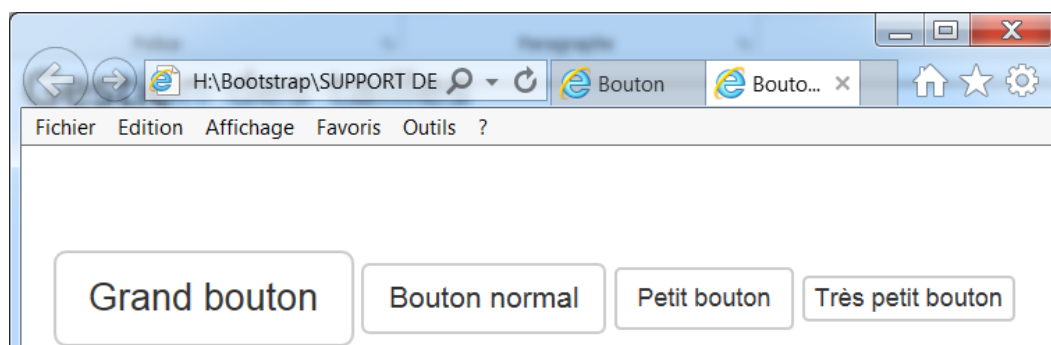 H:\Bootstrap\SUPPORT DE
Bouton
Bouto...
Fichier Edition Affichage Favoris Outils ?
Grand bouton Bouton normal Petit bouton Très petit bouton